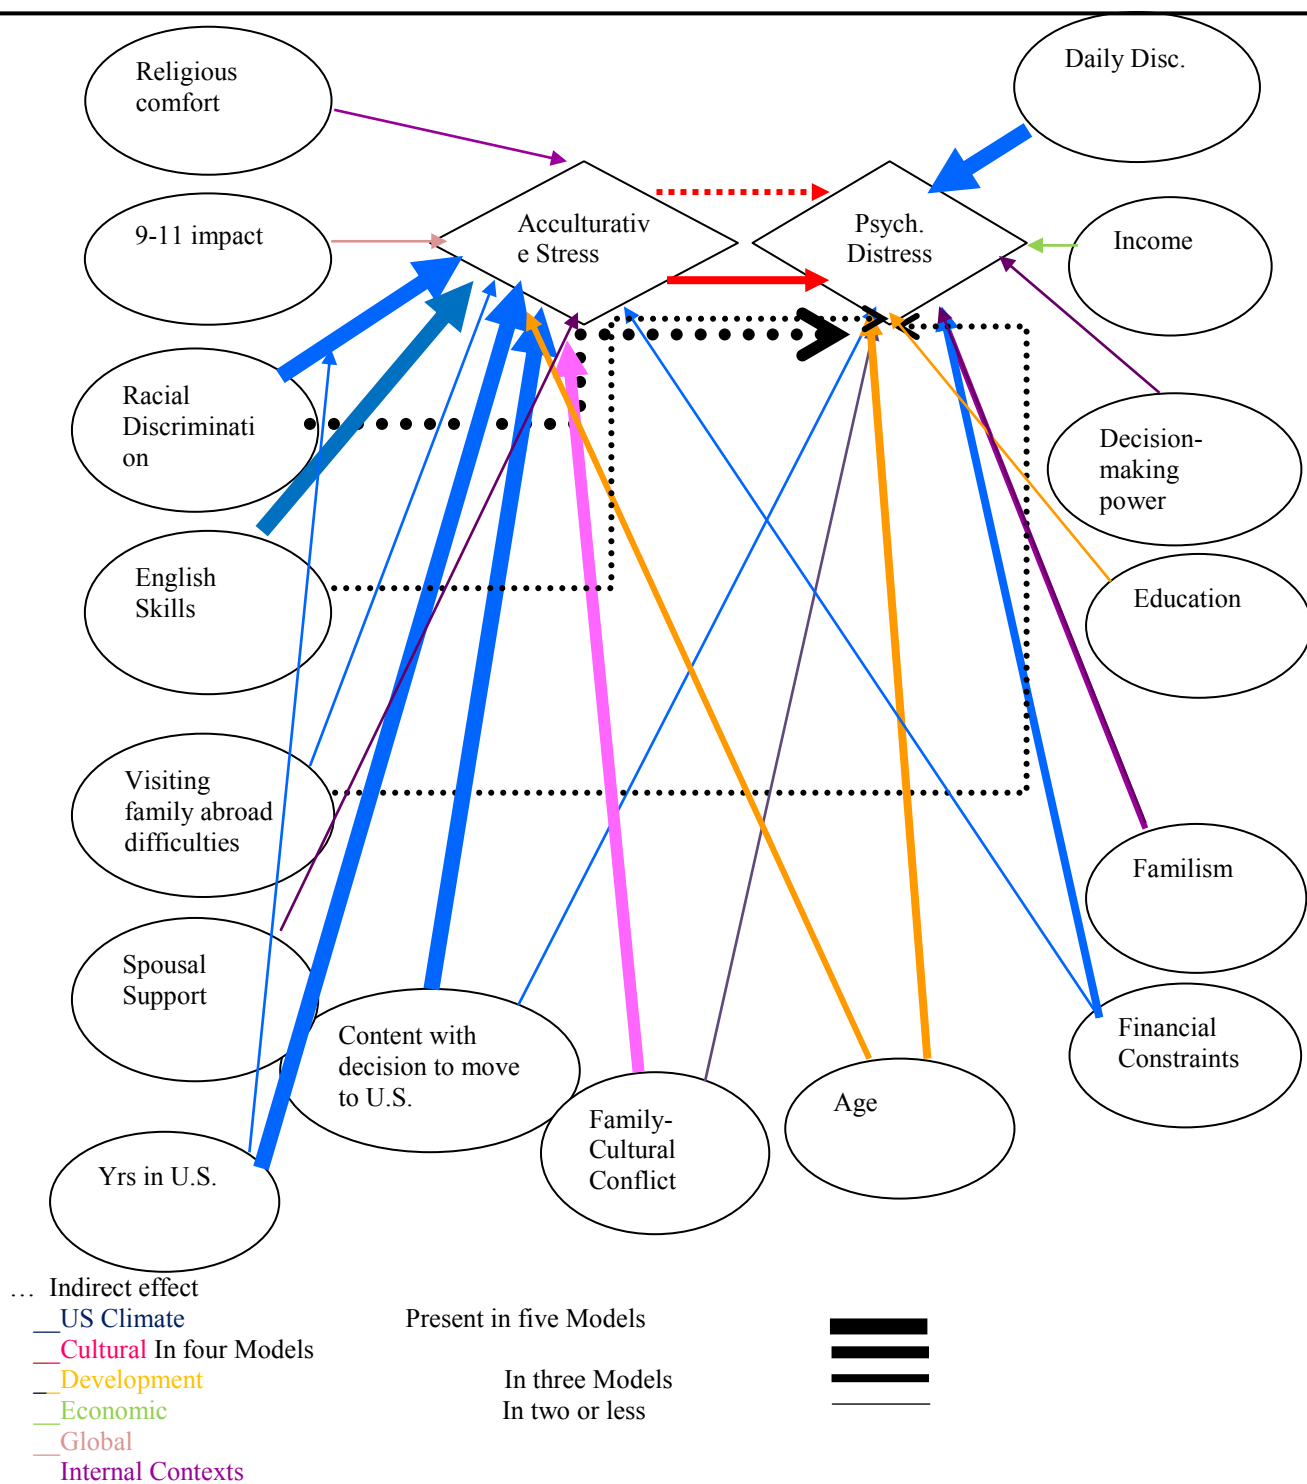 Religious
comfort
Daily Disc.
9-11 impact
Acculturativ
e Stress
Psych.
Distress
Income
Racial
Discriminati
on
Decision-
making
power
English
Skills
Education
Visiting
family abroad
difficulties
Familism
Spousal
Support
Content with
decision to move
to U.S.
Financial
Constraints
Family-
Cultural
Conflict
Age
Yrs in U.S.
… Indirect effect
__US Climate
Present in five Models
__Cultural In four Models
__Development
In three Models
__Economic
In two or less
__Global
Internal Contexts